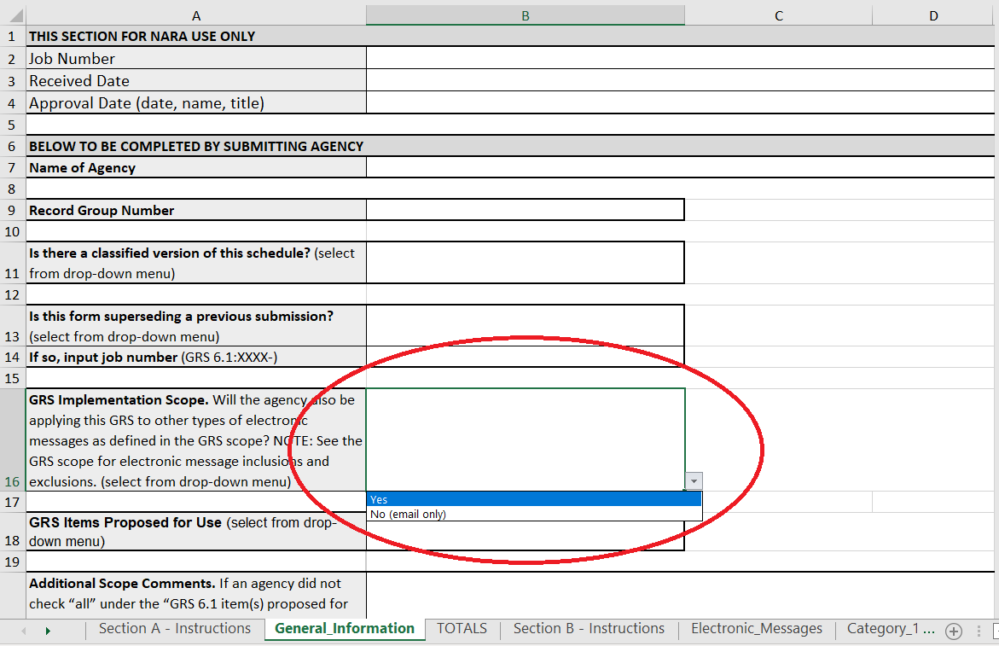 A B C D
1 THIS SECTION FOR NARA USE ONLY
2 Job Number
3 Received Date
4 Approval Date (date, name, title)
5
6 BELOW TO BE COMPLETED BY SUBMITTING AGENCY
7 Name of Agency
8
9 Record Group Number
10
Is there a classified version of this schedule? (select
11 from drop-down menu)
12
Is this form superseding a previous submission?
13 (select from drop-down menu)
14 If so, input job number (GRS 6.1:XXXX-)
15
GRS Implementation Scope. Will the agency also be
applying this GRS to other types of electronic
messages as defined in the GRS scope? NOTE: See the
GRS scope for electronic message inclusions and
16 exclusions. (select from drop-down menu)
Yes
17
No (email only)
GRS Items Proposed for Use (select from drop-
18 down menu)
19
Additional Scope Comments. If an agency did not
check “all” under the “GRS 6.1 item(s) proposed for
Section A - Instructions General_Information TOTALS Section B - Instructions Electronic_Messages Category_1 ...